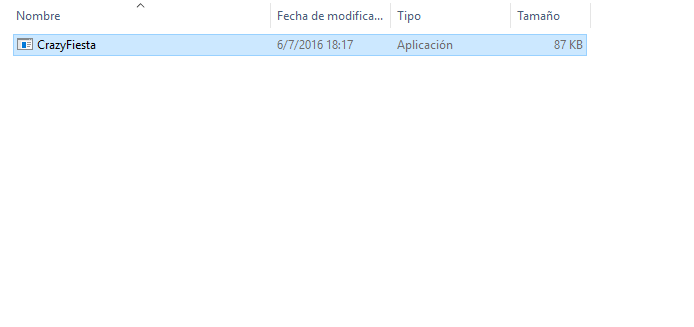 Nombre Fecha de modifica... Tipo Tamaño
CrazyFiesta 6/7/2016 18:17 Aplicación 87 KB